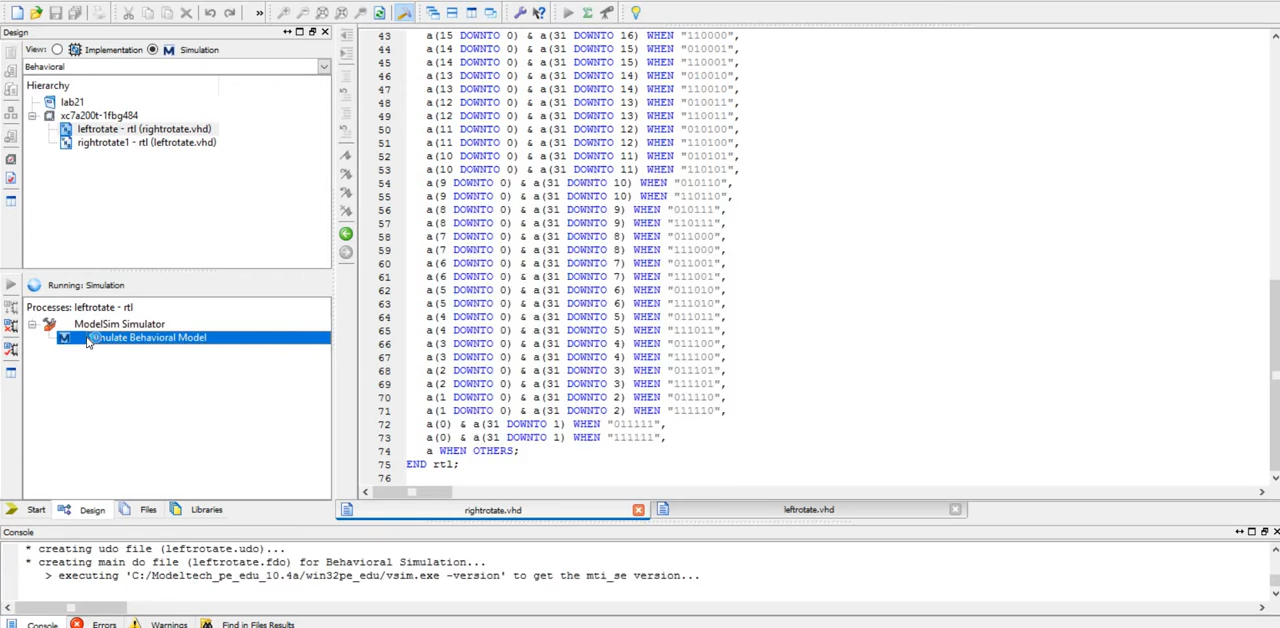 »
Design
View: Implementation Simulation
Behavioral
Hierarchy
lab21
xc7a200t-1fbg484
leftrotate - rtl (rightrotate.vhd)
rightrotate1 - rtl (leftrotate.vhd)
Running: Simulation
Processes: leftrotate - rtl
ModelSim Simulator
mulate Behavioral Model
Start Design Files Libraries
43 a(15 DOWNTO 0) & a(31 DOWNTO 16) WHEN "110000",
44 a(14 DOWNTO 0) & a(31 DOWNTO 15) WHEN "010001",
45 a(14 DOWNTO 0) & a(31 DOWNTO 15) WHEN "110001",
46 a(13 DOWNTO 0) & a(31 DOWNTO 14) WHEN "010010",
47 a(13 DOWNTO 0) & a(31 DOWNTO 14) WHEN "110010",
48 a(12 DOWNTO 0) & a(31 DOWNTO 13) WHEN "010011",
49 a(12 DOWNTO 0) & a(31 DOWNTO 13) WHEN "110011",
50 a(11 DOWNTO 0) & a(31 DOWNTO 12) WHEN "010100",
51 a(11 DOWNTO 0) & a(31 DOWNTO 12) WHEN "110100",
52 a(10 DOWNTO 0) & a(31 DOWNTO 11) WHEN "010101",
53 a(10 DOWNTO 0) & a(31 DOWNTO 11) WHEN "110101",
54 a(9 DOWNTO 0) & a(31 DOWNTO 10) WHEN "010110",
55 a(9 DOWNTO 0) & a(31 DOWNTO 10) WHEN "110110",
56 a(8 DOWNTO 0) & a(31 DOWNTO 9) WHEN "010111",
57 a(8 DOWNTO 0) & a(31 DOWNTO 9) WHEN "110111",
58 a(7 DOWNTO 0) & a(31 DOWNTO 8) WHEN "011000",
59 a(7 DOWNTO 0) & a(31 DOWNTO 8) WHEN "111000",
60 a(6 DOWNTO 0) & a(31 DOWNTO 7) WHEN "011001",
61 a(6 DOWNTO 0) & a(31 DOWNTO 7) WHEN "111001",
62 a(5 DOWNTO 0) & a(31 DOWNTO 6) WHEN "011010",
63 a(5 DOWNTO 0) & a(31 DOWNTO 6) WHEN "111010",
64 a(4 DOWNTO 0) & a(31 DOWNTO 5) WHEN "011011",
65 a(4 DOWNTO 0) & a(31 DOWNTO 5) WHEN "111011",
66 a(3 DOWNTO 0) & a(31 DOWNTO 4) WHEN "011100",
67 a(3 DOWNTO 0) & a(31 DOWNTO 4) WHEN "111100",
68 a(2 DOWNTO 0) & a(31 DOWNTO 3) WHEN "011101",
69 a(2 DOWNTO 0) & a(31 DOWNTO 3) WHEN "111101",
70 a(1 DOWNTO 0) & a(31 DOWNTO 2) WHEN "011110",
71 a(1 DOWNTO 0) & a(31 DOWNTO 2) WHEN "111110",
72 a(0) & a(31 DOWNTO 1) WHEN "011111",
73 a(0) & a(31 DOWNTO 1) WHEN "111111",
74 a WHEN OTHERS;
75 END rtl;
76
rightrotate.vhd leftrotate.vhd
Console
* creating udo file (leftrotate.udo)...
* creating main do file (leftrotate.fdo) for Behavioral Simulation...
> executing 'C:/Modeltech_pe_edu_10.4a/win32pe_edu/vsim.exe -version' to get the mti_se version...
Console Errors Warnings Find in Files Results